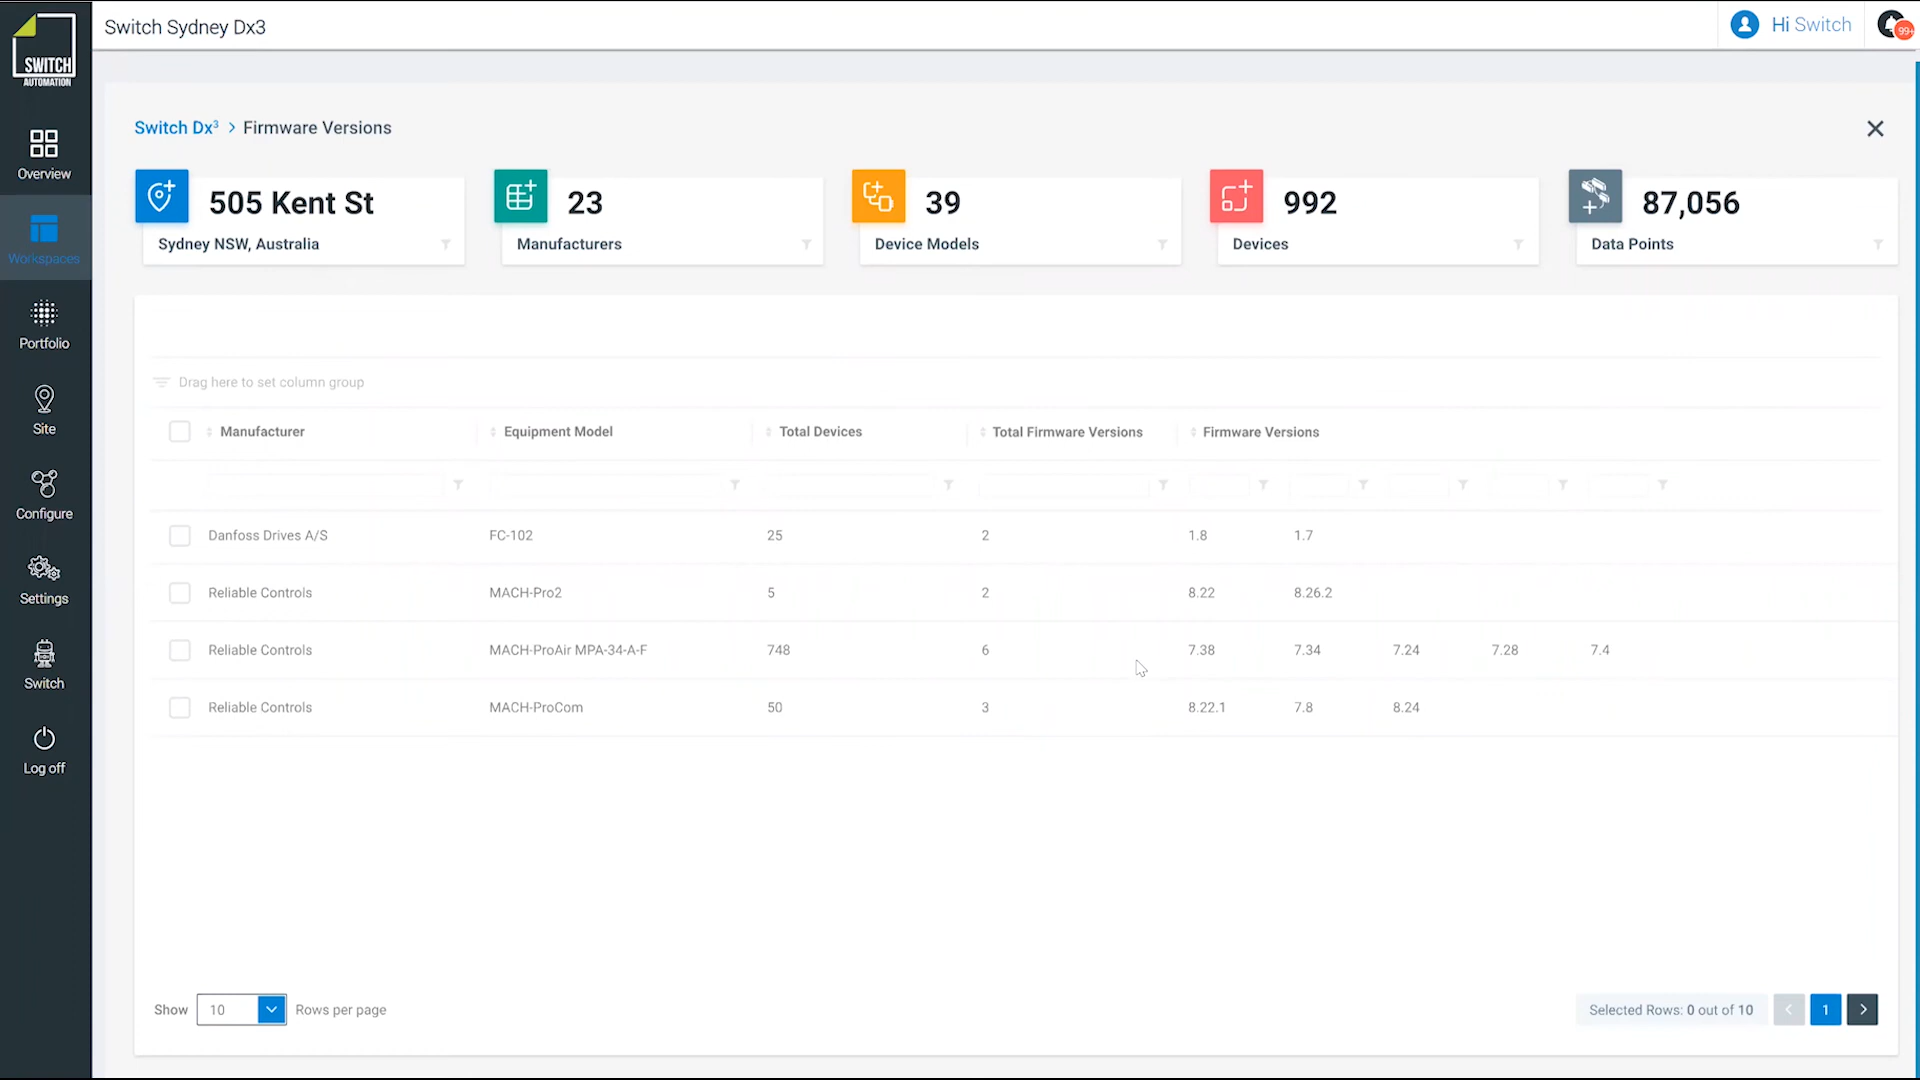 SWITCH
AUTOMATION
Switch Sydney Dx3
Hi Switch
99+
Overview
Workspaces
Portfolio
Site
Configure
Settings
Switch
Log off
Switch Dx³ > Firmware Versions
505 Kent St
Sydney NSW, Australia
23
Manufacturers
39
Device Models
992
Devices
87,056
Data Points
Drag here to set column group
Manufacturer Equipment Model Total Devices Total Firmware Versions Firmware Versions
Danfoss Drives A/S FC-102 25 2 1.8 1.7
Reliable Controls MACH-Pro2 5 2 8.22 8.26.2
Reliable Controls MACH-ProAir MPA-34-A-F 748 6 7.38 7.34 7.24 7.28 7.4
Reliable Controls MACH-ProCom 50 3 8.22.1 7.8 8.24
Show 10 Rows per page
Selected Rows: 0 out of 10 < 1 >